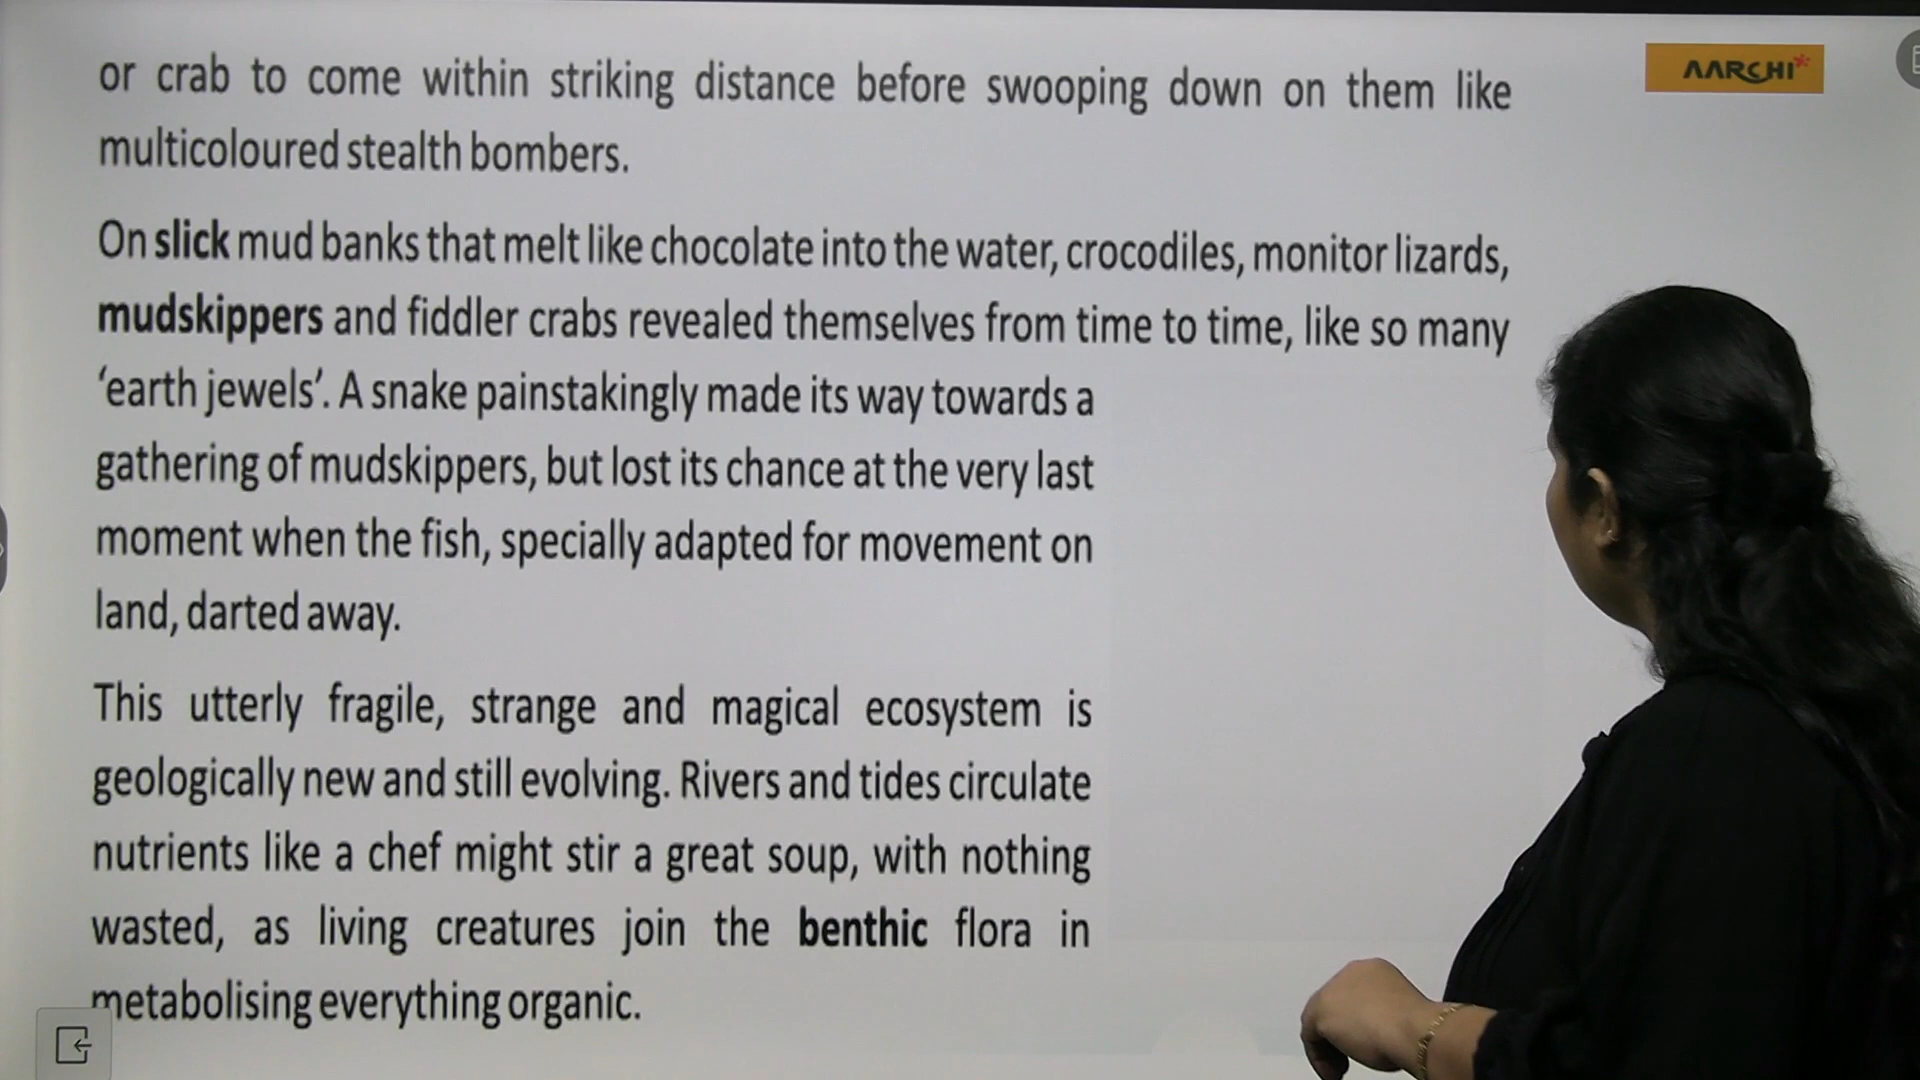 or crab to come within striking distance before swooping down on them like
multicoloured stealth bombers.
AARCHI
On slick mud banks that melt like chocolate into the water, crocodiles, monitor lizards,
mudskippers and fiddler crabs revealed themselves from time to time, like so many
‘earth jewels’. A snake painstakingly made its way towards a
gathering of mudskippers, but lost its chance at the very last
moment when the fish, specially adapted for movement on
land, darted away.
This utterly fragile, strange and magical ecosystem is
geologically new and still evolving. Rivers and tides circulate
nutrients like a chef might stir a great soup, with nothing
wasted, as living creatures join the benthic flora in
metabolising everything organic.